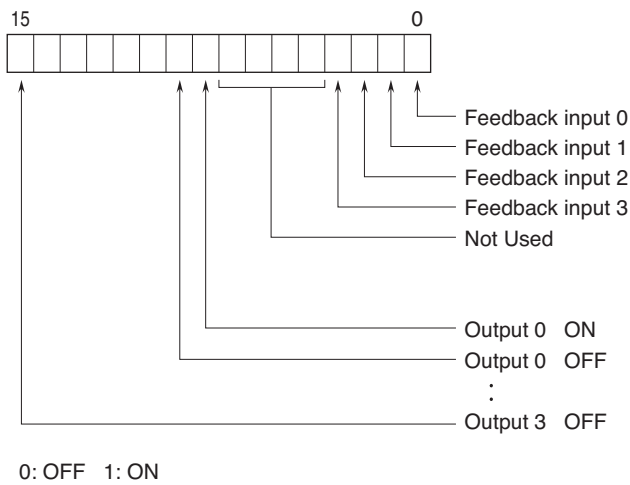 15 0
Feedback input 0
Feedback input 1
Feedback input 2
Feedback input 3
Not Used
Output 0 ON
Output 0 OFF
:
Output 3 OFF
0: OFF 1: ON